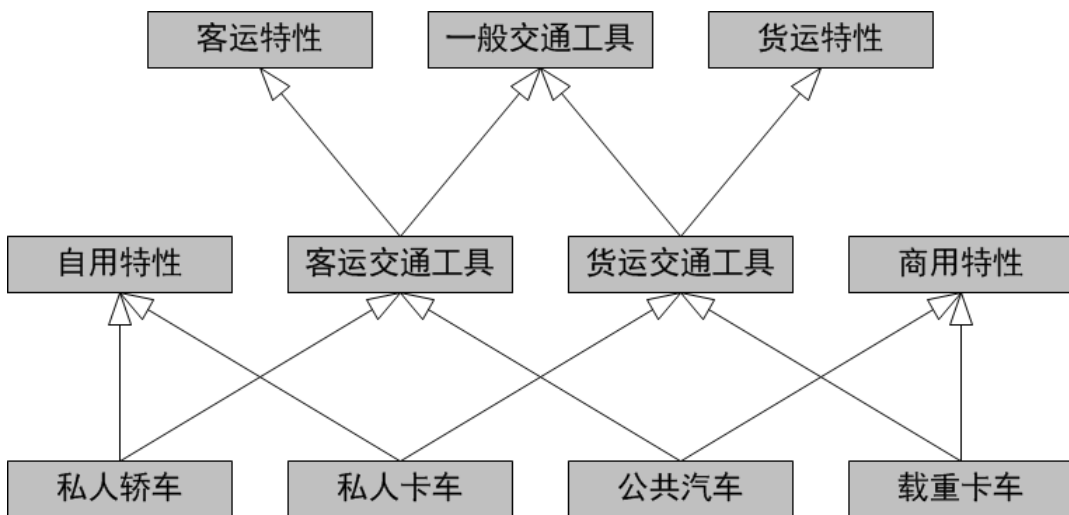 客运特性
一般交通工具
货运特性
自用特性
客运交通工具
货运交通工具
商用特性
私人轿车
私人卡车
公共汽车
载重卡车